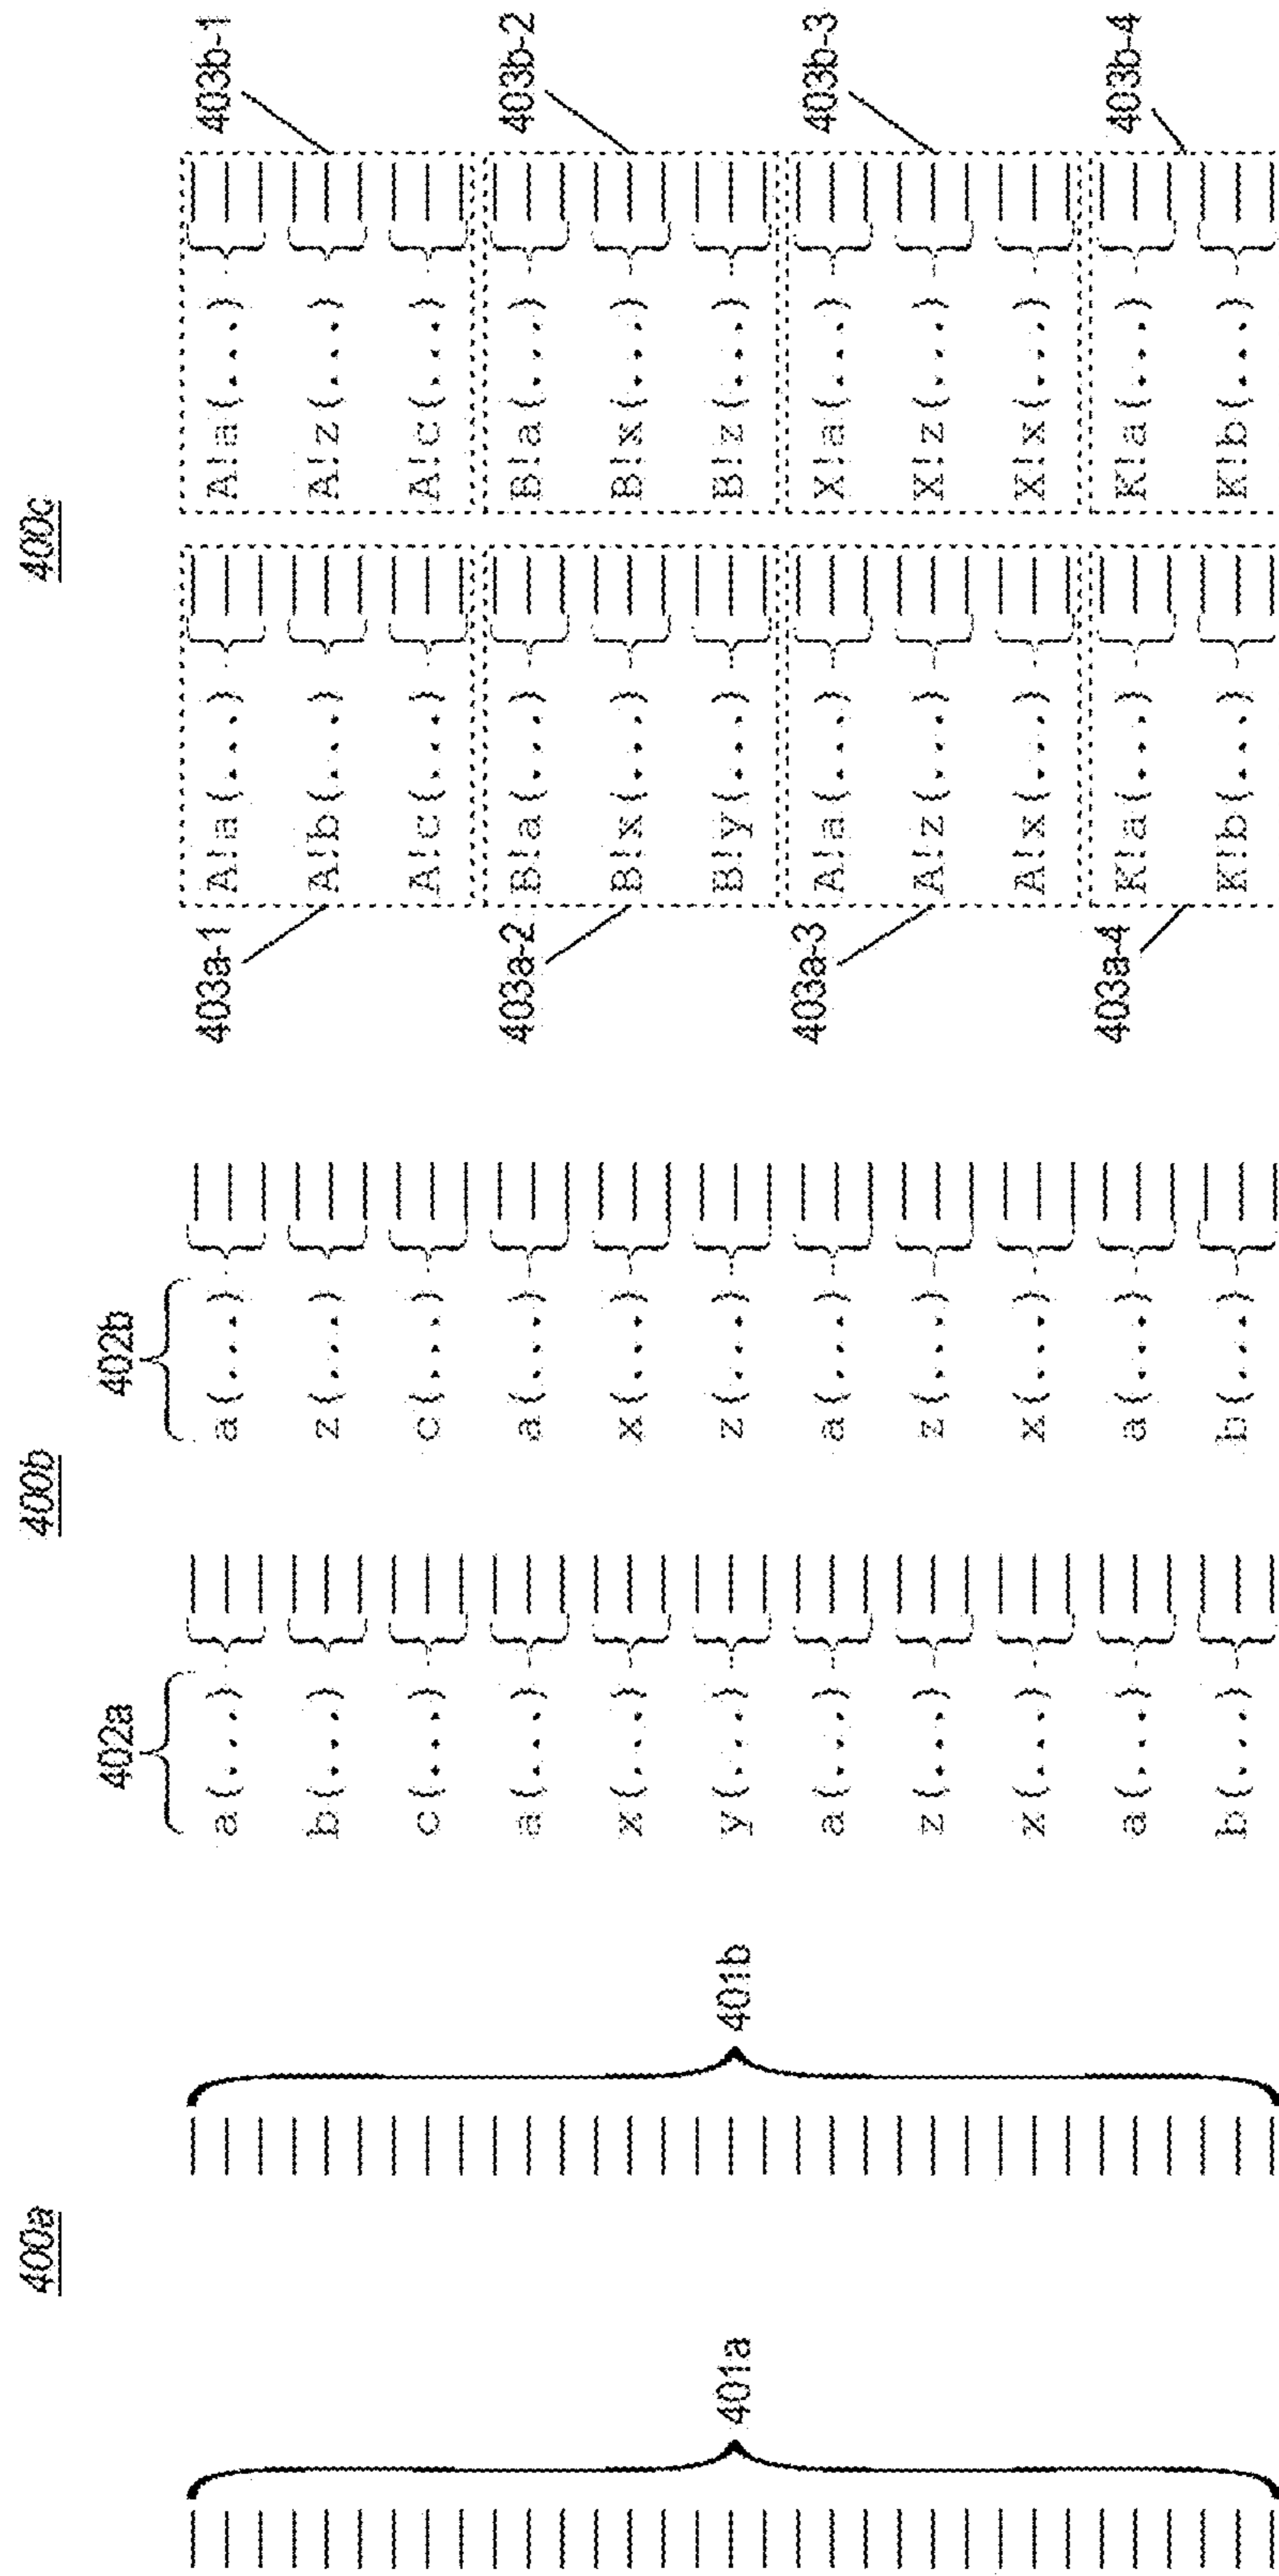 400a 400b 400c
402a 402b
a(...) a(...) 403a-1 A!a(...) A!a(...) 403b-1
b(...) z(...) A!b(...) A!z(...)
c(...) c(...) A!c(...) A!c(...)
a(...) a(...) 403a-2 B!a(...) B!a(...) 403b-2
x(...) x(...) B!x(...) B!x(...)
401a 401b y(...) z(...) B!y(...) B!z(...)
a(...) a(...) 403a-3 A!a(...) X!a(...) 403b-3
z(...) z(...) A!z(...) X!z(...)
x(...) x(...) A!x(...) X!x(...)
a(...) a(...) 403a-4 K!a(...) K!a(...) 403b-4
b(...) b(...) K!b(...) K!b(...)